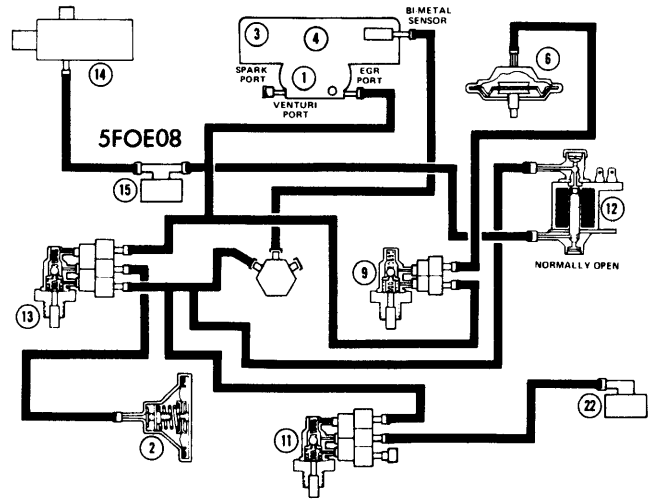 BI-METAL
SENSOR
3
4
6
SPARK
PORT
1
EGR
PORT
14
VENTURI
PORT
5FOE08
15
12
9
NORMALLY OPEN
13
2
11
22